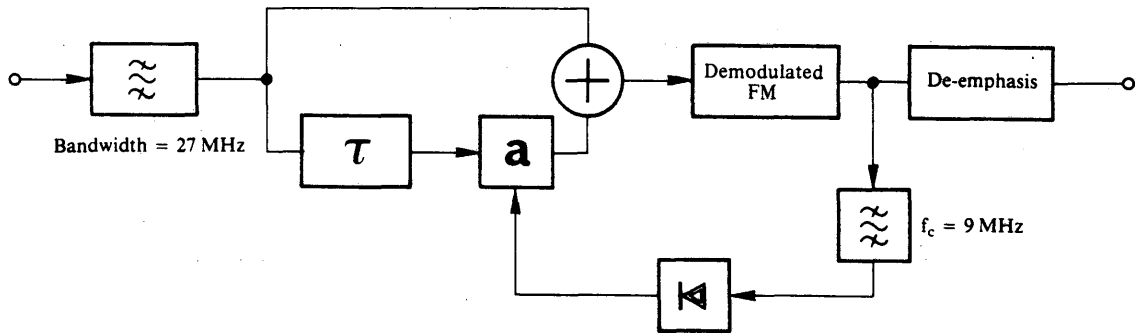 Demodulated
FM
De-emphasis
Bandwidth = 27 MHz
τ
a
f_c = 9 MHz